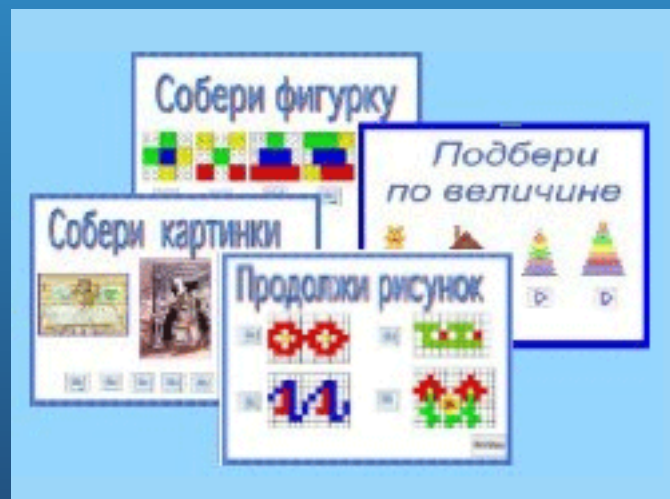 Собери фигурку
Подбери
по величине
Собери картинки
Продолжи рисунок